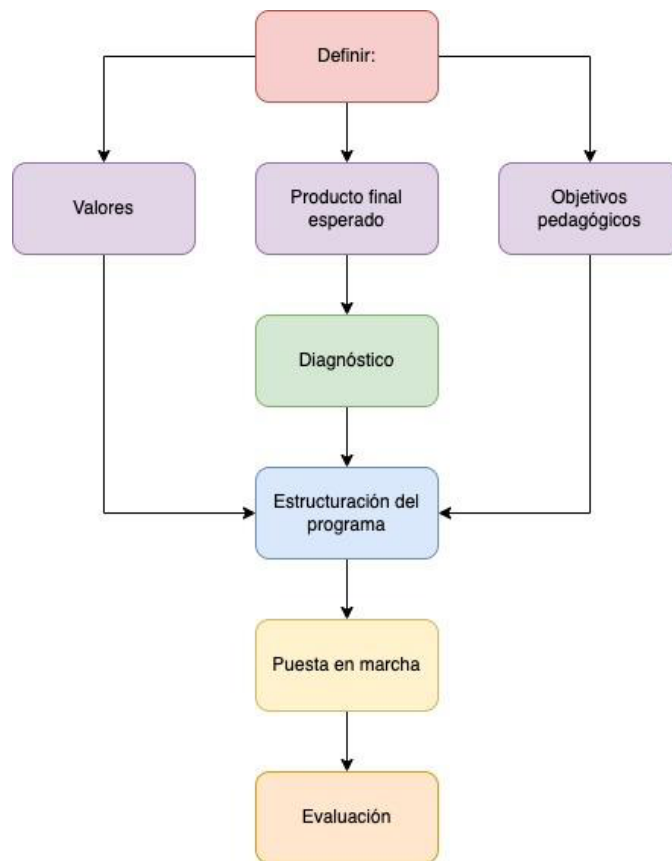 Definir:
Valores
Producto final
esperado
Objetivos
pedagógicos
Diagnóstico
Estructuración del
programa
Puesta en marcha
Evaluación